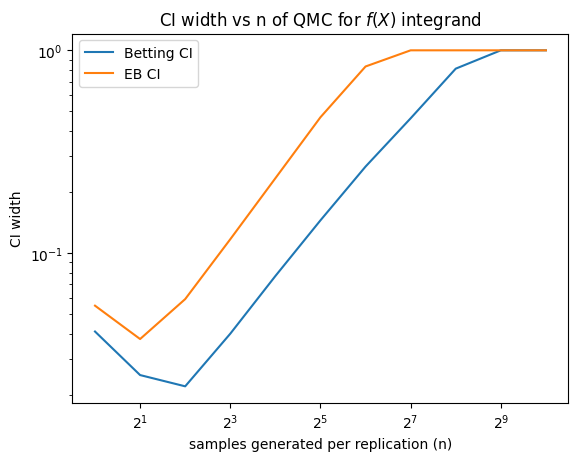 CI width vs n of QMC for f(X) integrand
Betting CI
EB CI
CI width
10⁰
10⁻¹
2¹ 2³ 2⁵ 2⁷ 2⁹
samples generated per replication (n)